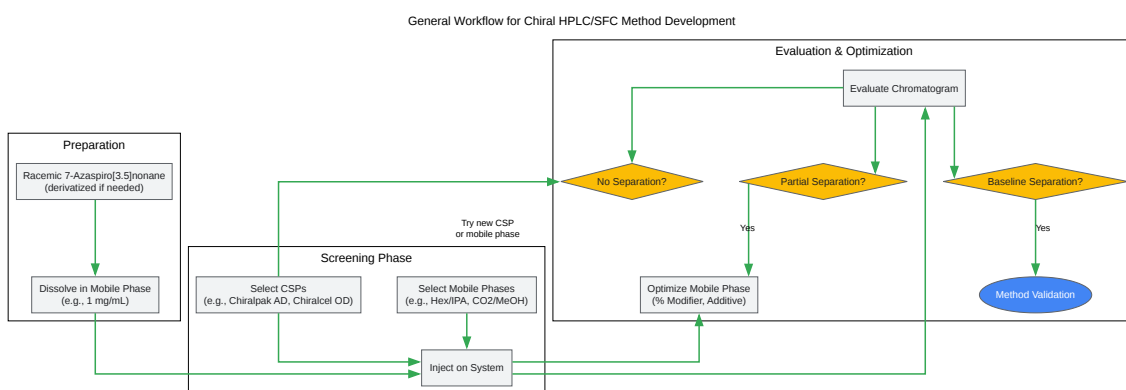 General Workflow for Chiral HPLC/SFC Method Development
Preparation
Racemic 7-Azaspiro[3.5]nonane
(derivatized if needed)
Dissolve in Mobile Phase
(e.g., 1 mg/mL)
Screening Phase
Select CSPs
(e.g., Chiralpak AD, Chiralcel OD)
Select Mobile Phases
(e.g., Hex/IPA, CO2/MeOH)
Inject on System
Try new CSP
or mobile phase
Evaluation & Optimization
Evaluate Chromatogram
No Separation?
Partial Separation?
Baseline Separation?
Yes
Yes
Optimize Mobile Phase
(% Modifier, Additive)
Method Validation